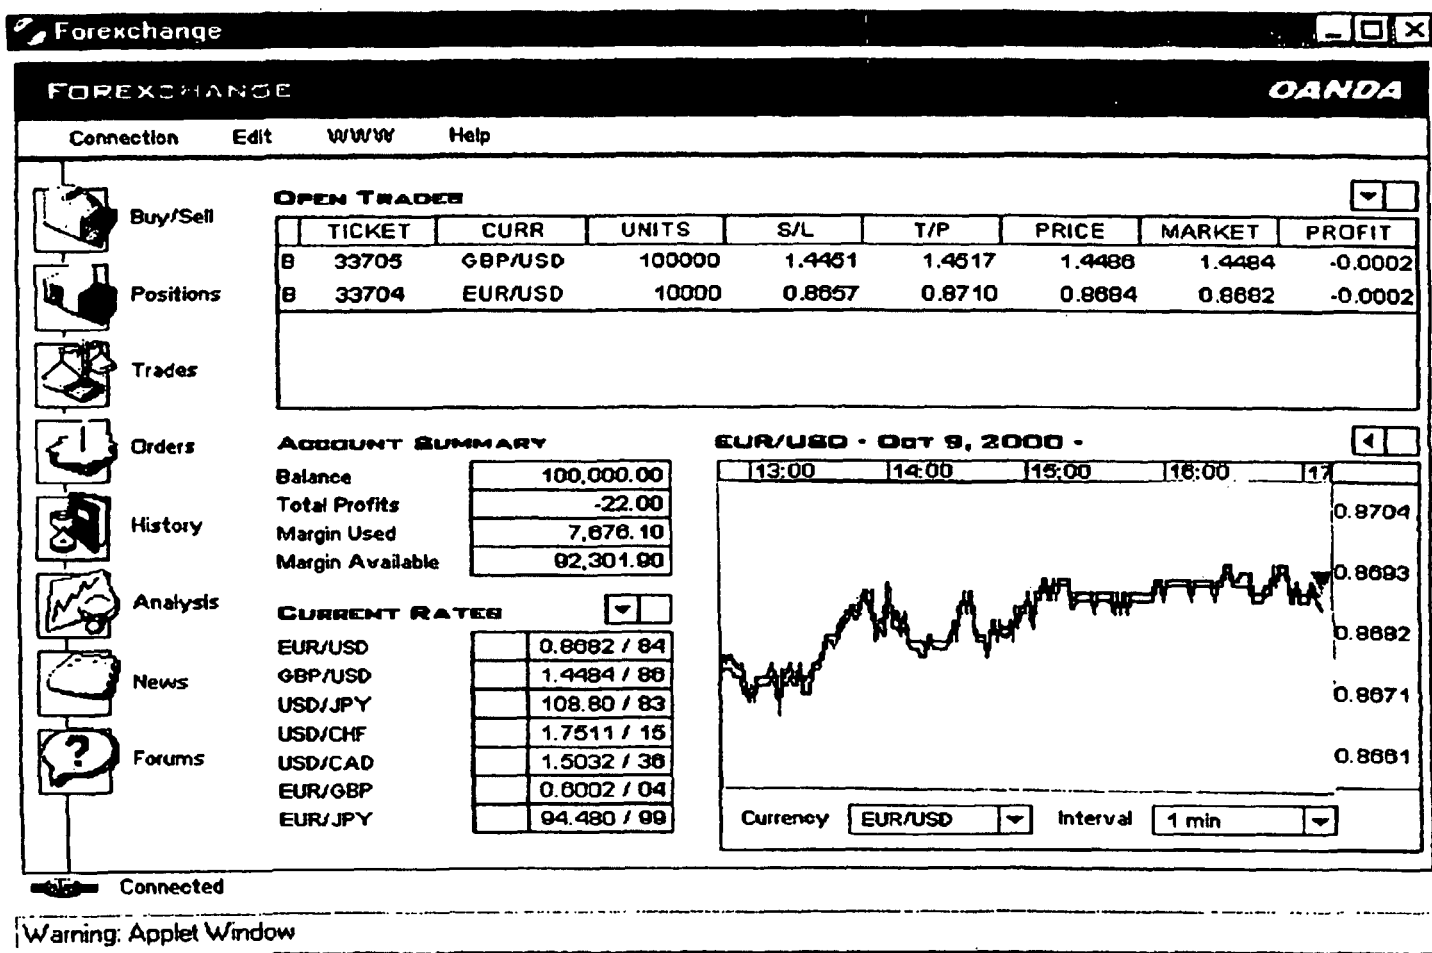 Forexchange
FOREXCHANGE OANDA
Connection Edit WWW Help
Buy/Sell
Positions
Trades
Orders
History
Analysis
News
Forums
OPEN TRADES
TICKET CURR UNITS S/L T/P PRICE MARKET PROFIT
B 33705 GBP/USD 100000 1.4451 1.4517 1.4486 1.4484 -0.0002
B 33704 EUR/USD 10000 0.8657 0.8710 0.8684 0.8682 -0.0002
ACCOUNT SUMMARY
Balance 100,000.00
Total Profits -22.00
Margin Used 7,676.10
Margin Available 92,301.90
CURRENT RATES
EUR/USD 0.8682 / 84
GBP/USD 1.4484 / 86
USD/JPY 108.80 / 83
USD/CHF 1.7511 / 15
USD/CAD 1.5032 / 36
EUR/GBP 0.6002 / 04
EUR/JPY 94.480 / 99
EUR/USD - OCT 9, 2000 -
13:00 14:00 15:00 16:00 17
0.8704
0.8693
0.8682
0.8671
0.8661
Currency EUR/USD Interval 1 min
Connected
Warning: Applet Window